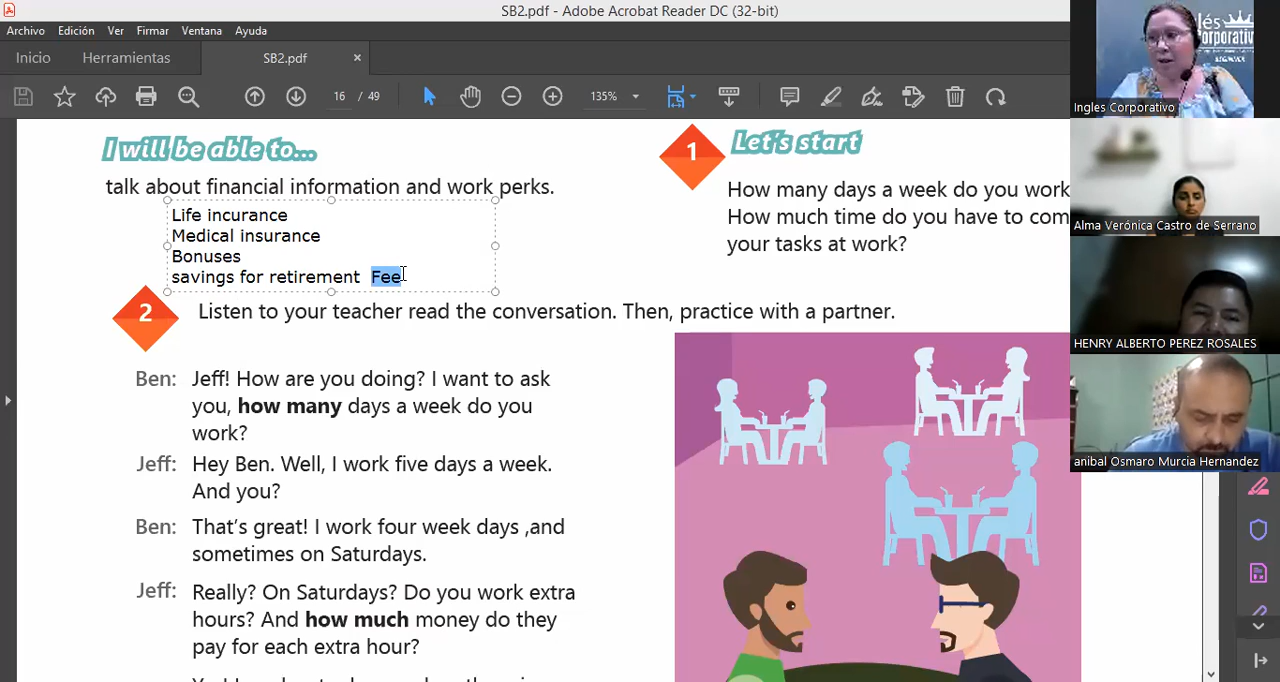 SB2.pdf - Adobe Acrobat Reader DC (32-bit)
Archivo Edición Ver Firmar Ventana Ayuda
Inicio Herramientas SB2.pdf ×
16 / 49 135%
I will be able to...
talk about financial information and work perks.
Life incurance
Medical insurance
Bonuses
savings for retirement Fee
1 Let's start
How many days a week do you work
How much time do you have to com
your tasks at work?
2 Listen to your teacher read the conversation. Then, practice with a partner.
Ben: Jeff! How are you doing? I want to ask
you, how many days a week do you
work?
Jeff: Hey Ben. Well, I work five days a week.
And you?
Ben: That's great! I work four week days ,and
sometimes on Saturdays.
Jeff: Really? On Saturdays? Do you work extra
hours? And how much money do they
pay for each extra hour?
Ingles Corporativo
Alma Verónica Castro de Serrano
HENRY ALBERTO PEREZ ROSALES
anibal Osmaro Murcia Hernandez